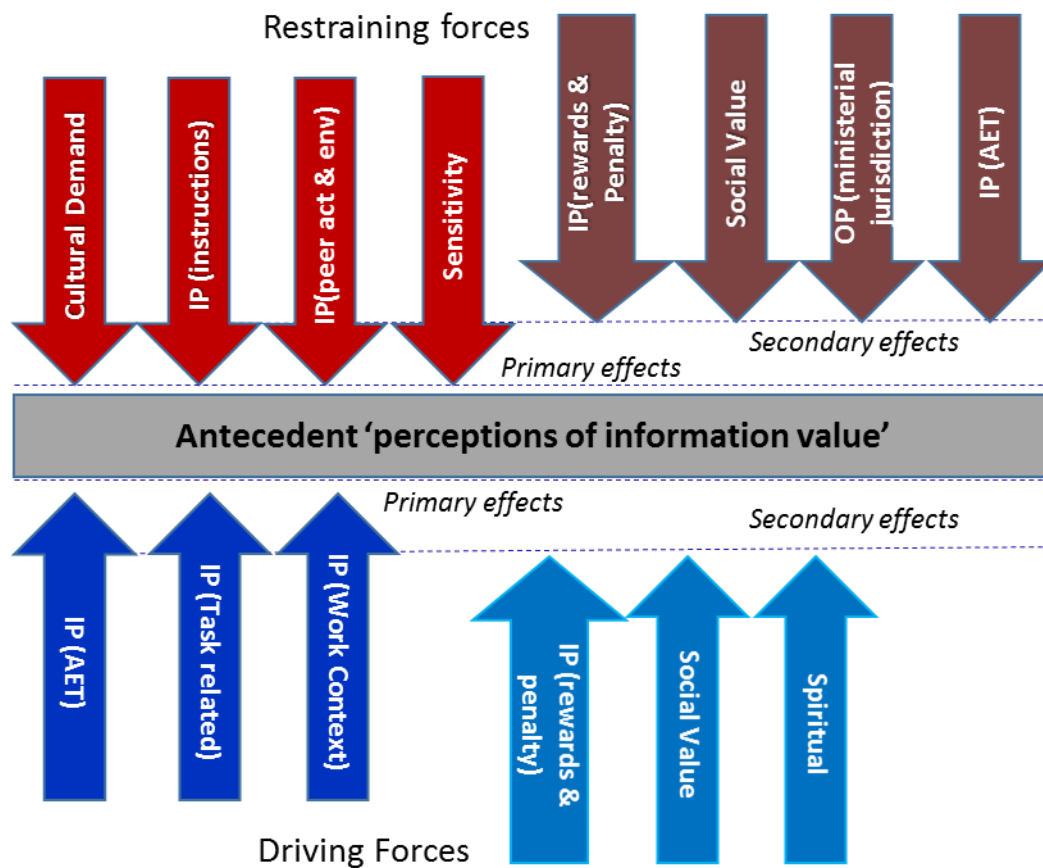 Restraining forces
Cultural Demand
IP (instructions)
IP(peer act & env)
Sensitivity
IP(rewards &
Penalty)
Social Value
OP (ministerial
jurisdiction)
IP (AET)
Secondary effects
Primary effects
Antecedent ‘perceptions of information value’
Primary effects
Secondary effects
IP (AET)
IP (Task related)
IP (Work Context)
IP (rewards &
penalty)
Social Value
Spiritual
Driving Forces